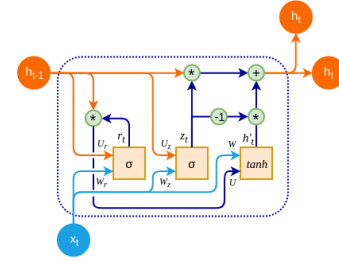 h_t
h_{t-1} * + h_t
* -1 *
r_t z_t h'_t
U_r U_z W
σ σ tanh
W_r W_z U
x_t